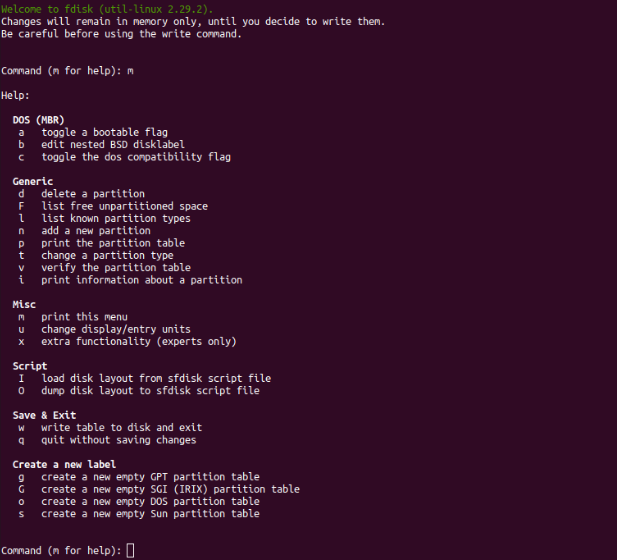 Welcome to fdisk (util-linux 2.29.2).
Changes will remain in memory only, until you decide to write them.
Be careful before using the write command.
Command (m for help): m
Help:
DOS (MBR)
a toggle a bootable flag
b edit nested BSD disklabel
c toggle the dos compatibility flag
Generic
d delete a partition
F list free unpartitioned space
l list known partition types
n add a new partition
p print the partition table
t change a partition type
v verify the partition table
i print information about a partition
Misc
m print this menu
u change display/entry units
x extra functionality (experts only)
Script
I load disk layout from sfdisk script file
O dump disk layout to sfdisk script file
Save & Exit
w write table to disk and exit
q quit without saving changes
Create a new label
g create a new empty GPT partition table
G create a new empty SGI (IRIX) partition table
o create a new empty DOS partition table
s create a new empty Sun partition table
Command (m for help):